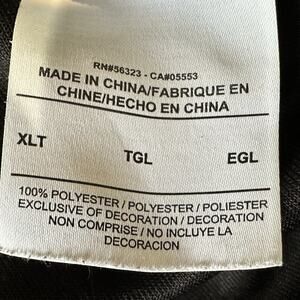 RN#56323 - CA#05553
MADE IN CHINA/FABRIQUE EN
CHINE/HECHO EN CHINA
XLT TGL EGL
100% POLYESTER / POLYESTER / POLIESTER
EXCLUSIVE OF DECORATION / DECORATION
NON COMPRISE / NO INCLUYE LA
DECORACION